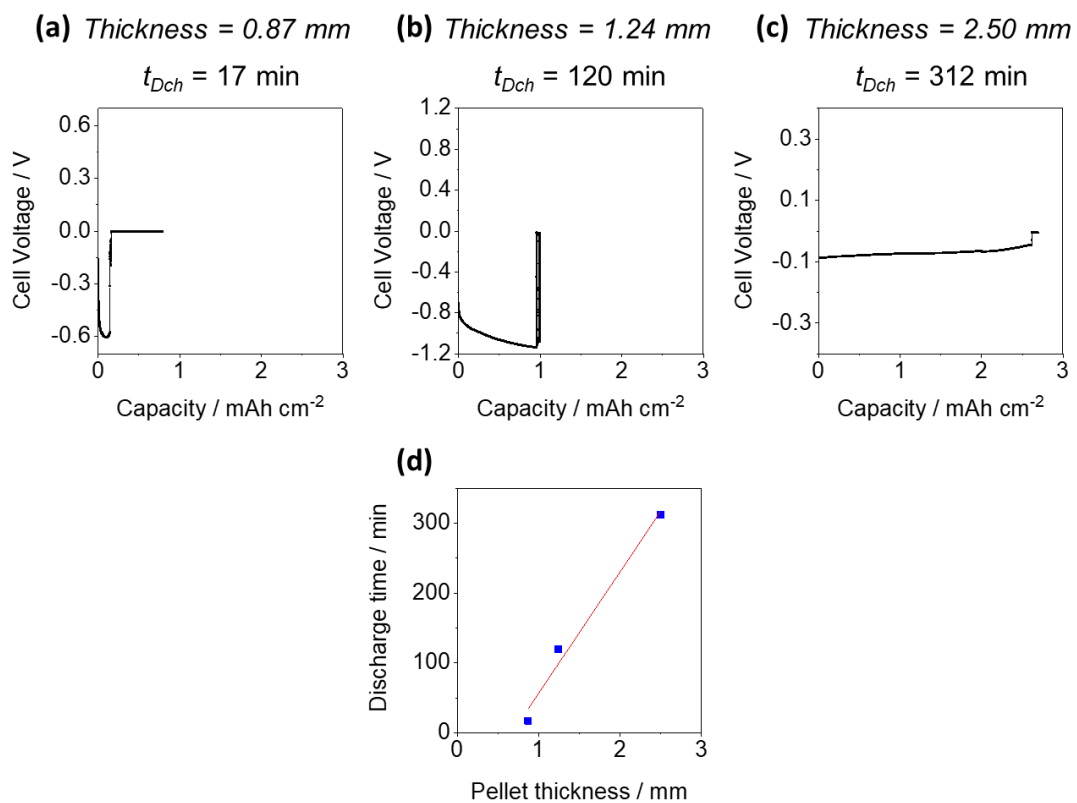 (a) Thickness = 0.87 mm
t_Dch = 17 min
Cell Voltage / V
0.6
0.3
0.0
-0.3
-0.6
0 1 2 3
Capacity / mAh cm⁻²
(b) Thickness = 1.24 mm
t_Dch = 120 min
Cell Voltage / V
1.2
0.8
0.4
0.0
-0.4
-0.8
-1.2
0 1 2 3
Capacity / mAh cm⁻²
(c) Thickness = 2.50 mm
t_Dch = 312 min
Cell Voltage / V
0.3
0.1
-0.1
-0.3
0 1 2 3
Capacity / mAh cm⁻²
(d)
Discharge time / min
300
200
100
0
0 1 2 3
Pellet thickness / mm